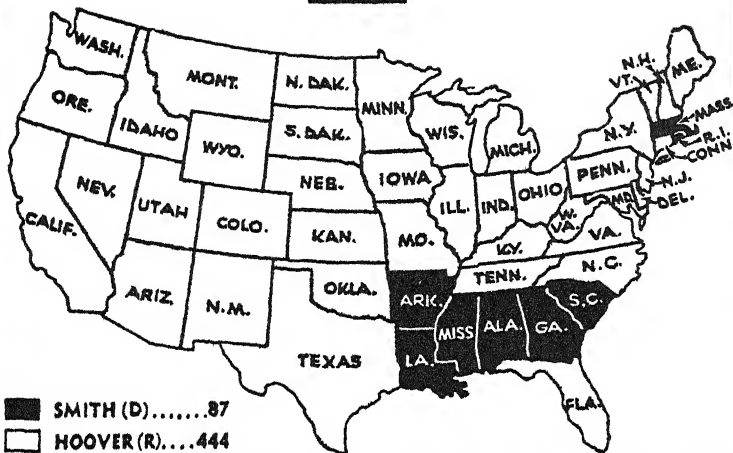 WASH.
MONT.
N. DAK.
MINN.
N.H.
VT.
ME.
ORE.
IDAHO
WYO.
S. DAK.
WIS.
MICH.
N.Y.
MASS.
R.I.
CONN.
NEV.
UTAH
COLO.
NEB.
IOWA
ILL.
IND.
OHIO
PENN.
N.J.
MD.
DEL.
CALIF.
KAN.
MO.
W. VA.
VA.
KY.
ARIZ.
N.M.
OKLA.
ARK.
TENN.
N.C.
S.C.
TEXAS
LA.
MISS
ALA.
GA.
FLA.
SMITH (D).......87
HOOVER (R)....444